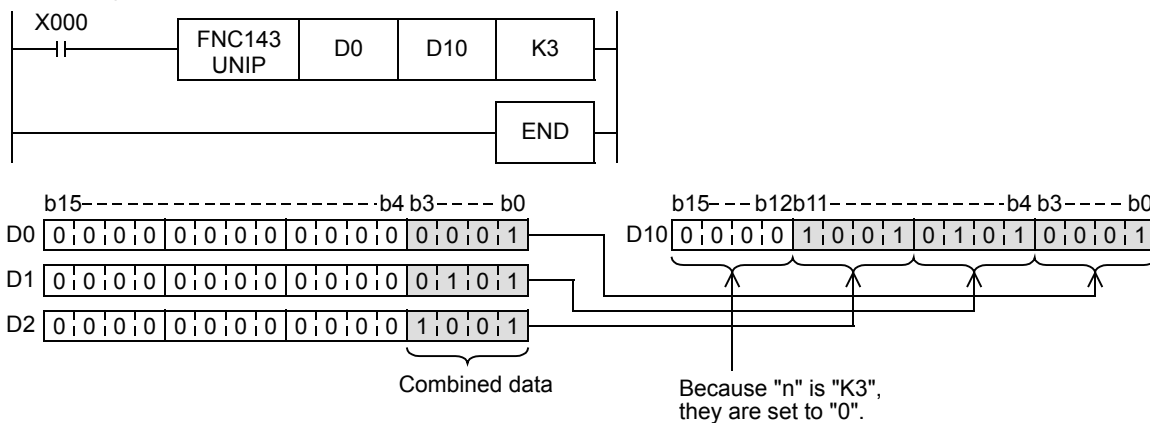 X000
FNC143 UNIP D0 D10 K3
END
b15 b4 b3 b0 b15 b12 b11 b4 b3 b0
D0 0 0 0 0 0 0 0 0 0 0 0 0 0 0 0 1 D10 0 0 0 0 1 0 0 1 0 1 0 1 0 0 0 1
D1 0 0 0 0 0 0 0 0 0 0 0 0 0 1 0 1
D2 0 0 0 0 0 0 0 0 0 0 0 0 1 0 0 1
Combined data
Because "n" is "K3",
they are set to "0".